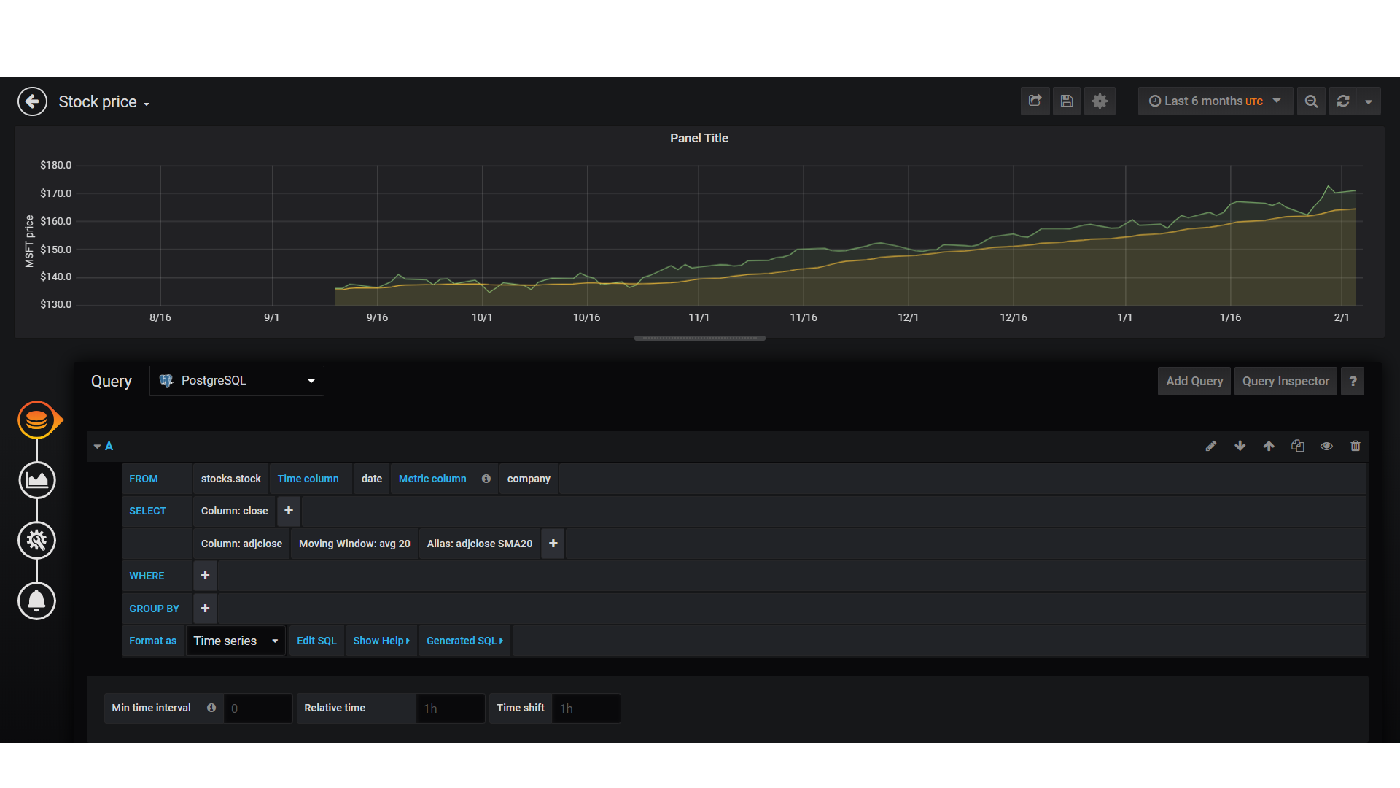 Stock price
Last 6 months UTC
Panel Title
$180.0
$170.0
$160.0
$150.0
$140.0
$130.0
MSFT price
8/16 9/1 9/16 10/1 10/16 11/1 11/16 12/1 12/16 1/1 1/16 2/1
Query PostgreSQL Add Query Query Inspector ?
A
FROM stocks.stock Time column date Metric column company
SELECT Column: close +
Column: adjclose Moving Window: avg 20 Alias: adjclose SMA20 +
WHERE +
GROUP BY +
Format as Time series Edit SQL Show Help Generated SQL
Min time interval 0 Relative time 1h Time shift 1h